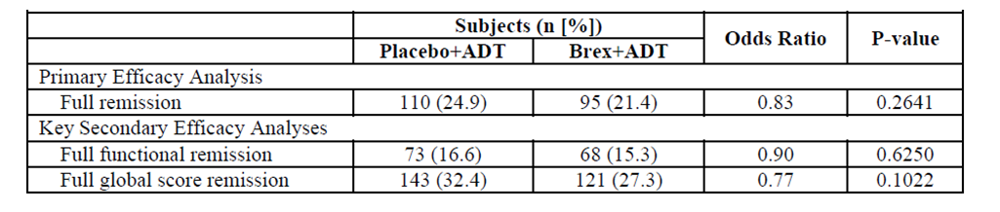 Subjects (n [%]) Odds Ratio P-value
Placebo+ADT Brex+ADT
Primary Efficacy Analysis
Full remission 110 (24.9) 95 (21.4) 0.83 0.2641
Key Secondary Efficacy Analyses
Full functional remission 73 (16.6) 68 (15.3) 0.90 0.6250
Full global score remission 143 (32.4) 121 (27.3) 0.77 0.1022